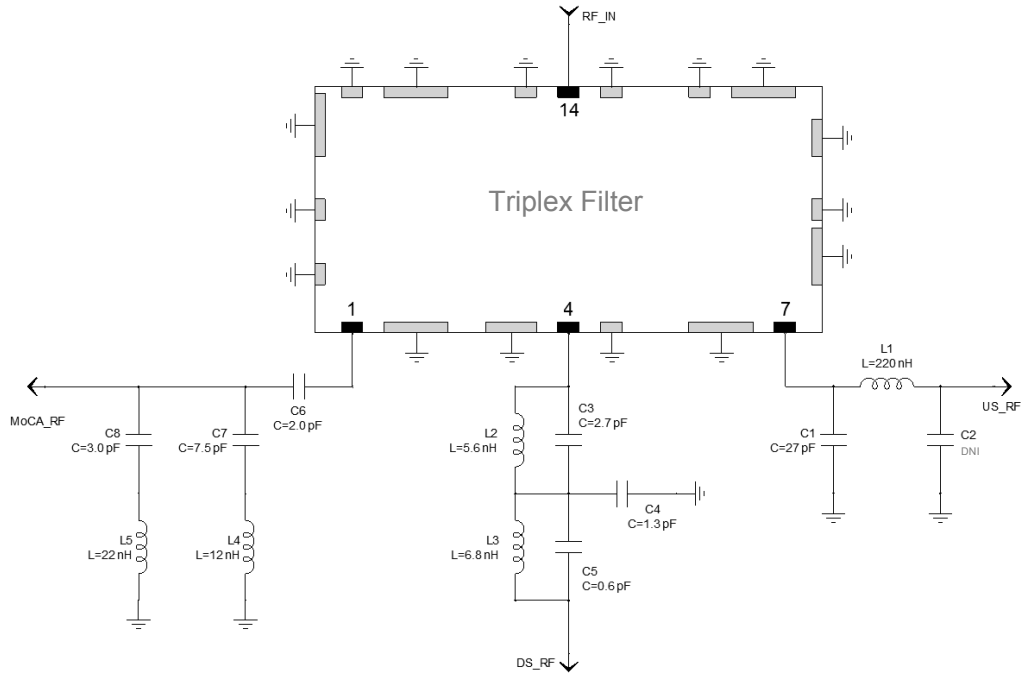 RF_IN
14
Triplex Filter
1
4
7
L1
L=220 nH
MoCA_RF
C6
C=2.0 pF
US_RF
C8
C=3.0 pF
C7
C=7.5 pF
L2
L=5.6 nH
C3
C=2.7 pF
C1
C=27 pF
C2
DNI
C4
C=1.3 pF
L5
L=22 nH
L4
L=12 nH
L3
L=6.8 nH
C5
C=0.6 pF
DS_RF